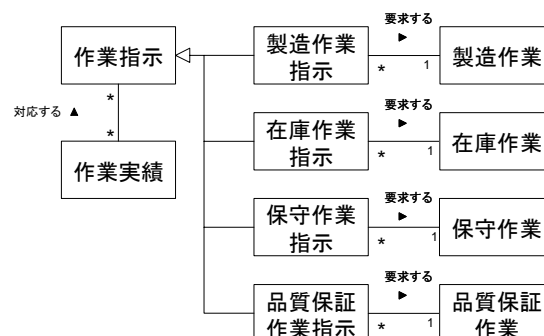 作業指示
対応する ▲
*
*
作業実績
製造作業
指示
要求する
▶
*
1
製造作業
在庫作業
指示
要求する
▶
*
1
在庫作業
保守作業
指示
要求する
▶
*
1
保守作業
品質保証
作業指示
要求する
▶
*
1
品質保証
作業